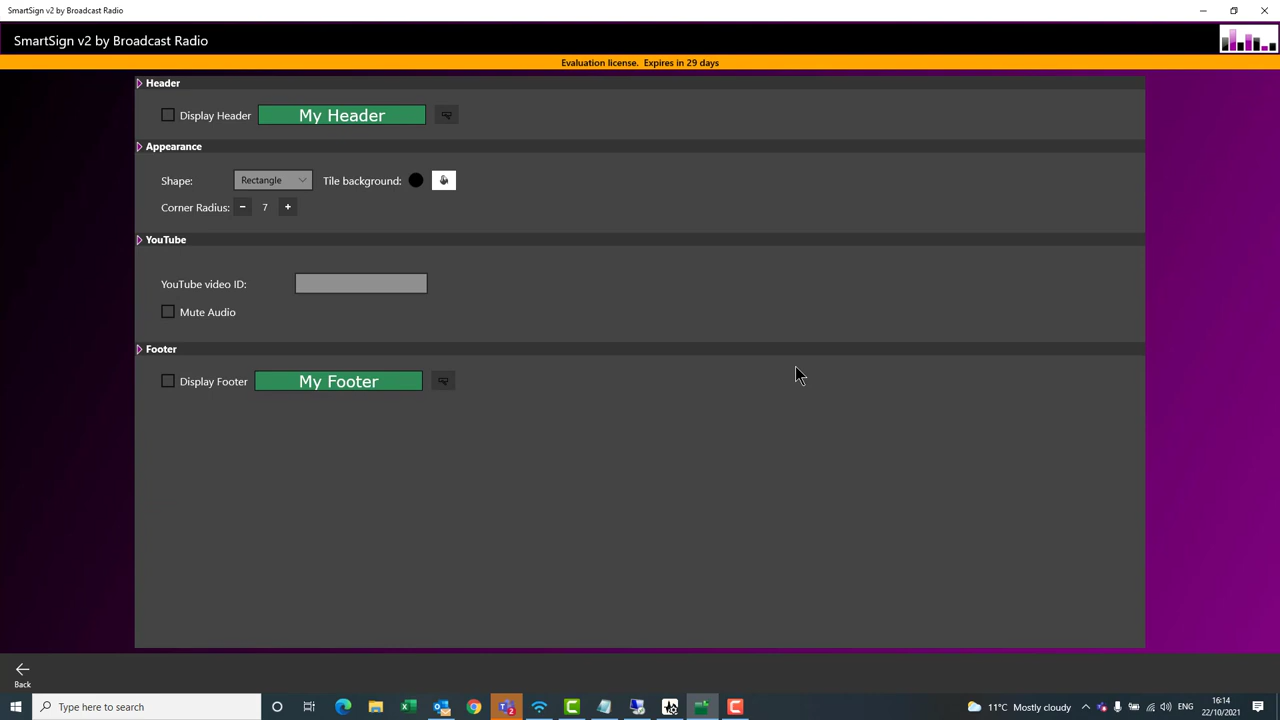 SmartSign v2 by Broadcast Radio
SmartSign v2 by Broadcast Radio
Evaluation license. Expires in 29 days
Header
Display Header
My Header
Appearance
Shape:
Rectangle
Tile background:
Corner Radius:
- 7 +
YouTube
YouTube video ID:
Mute Audio
Footer
Display Footer
My Footer
Back
Type here to search
11°C Mostly cloudy
ENG
16:14
22/10/2021